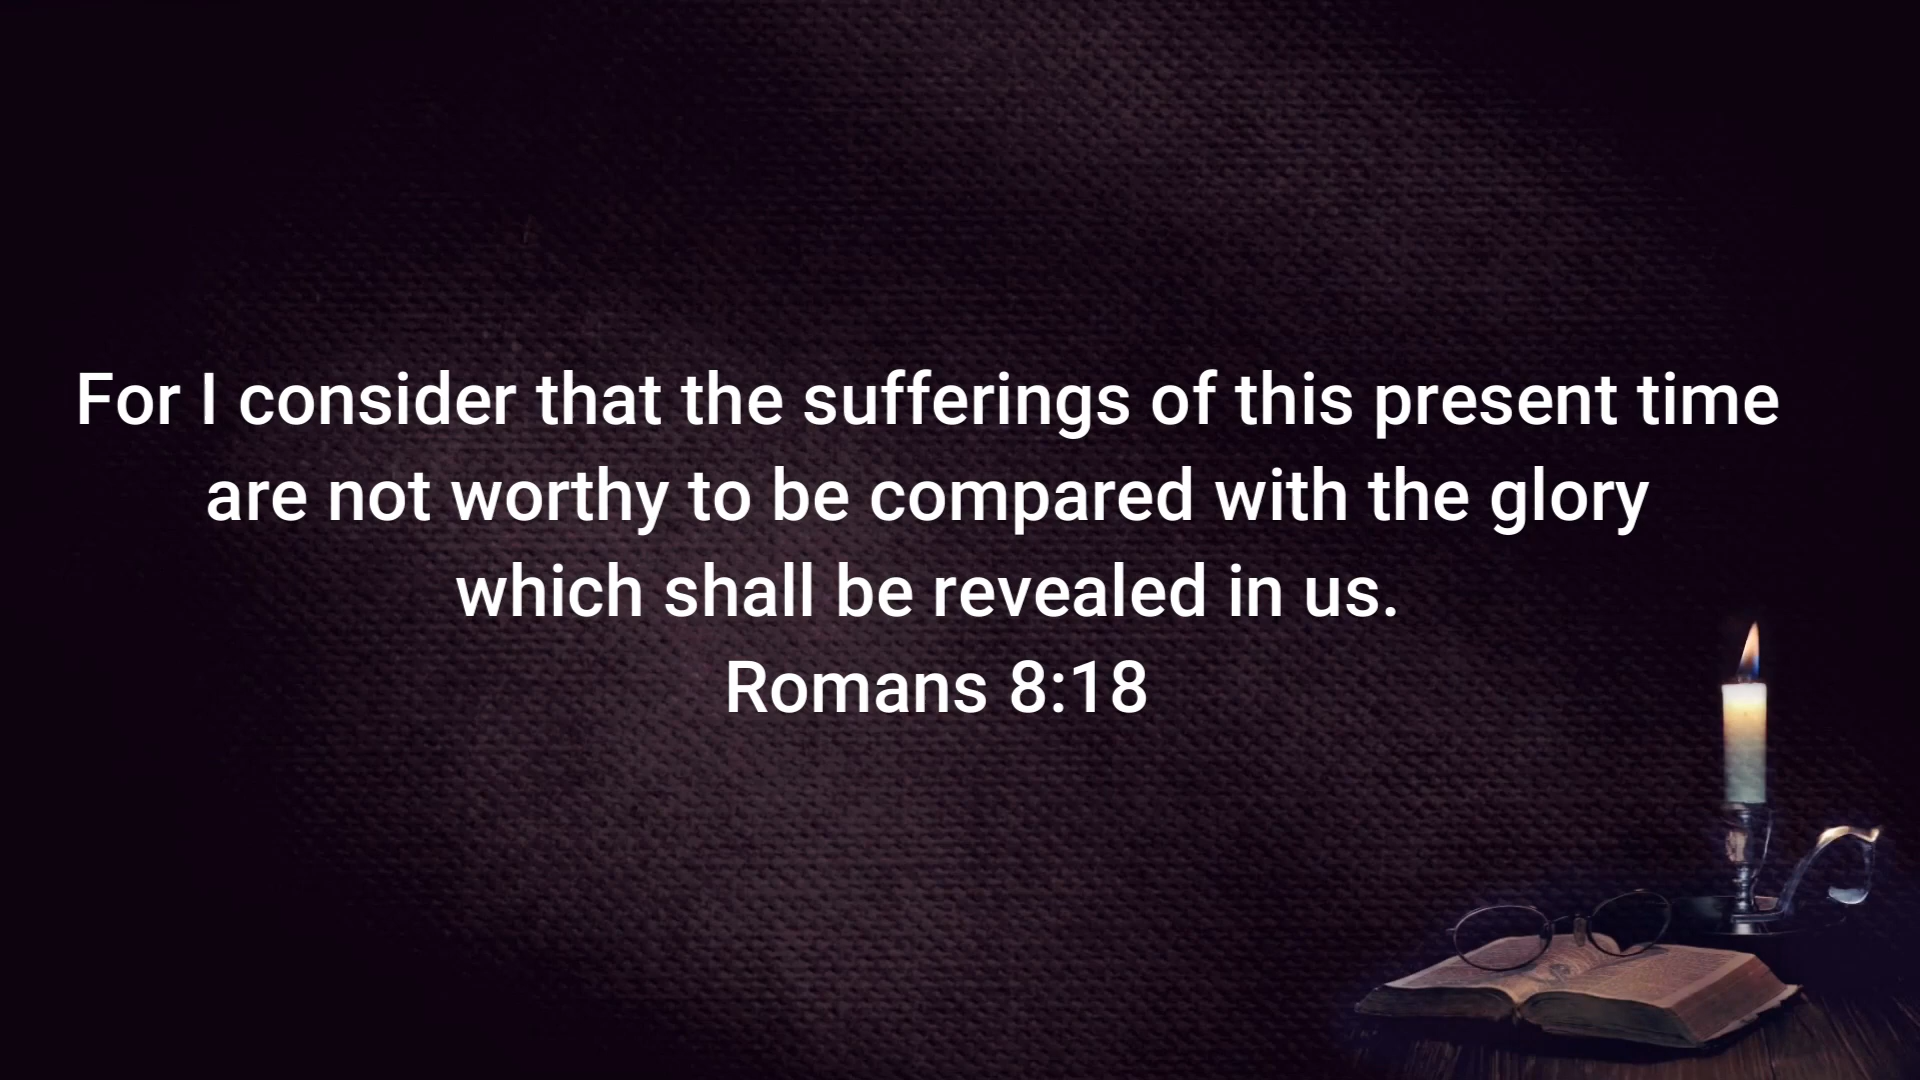 For I consider that the sufferings of this present time
are not worthy to be compared with the glory
which shall be revealed in us.
Romans 8:18